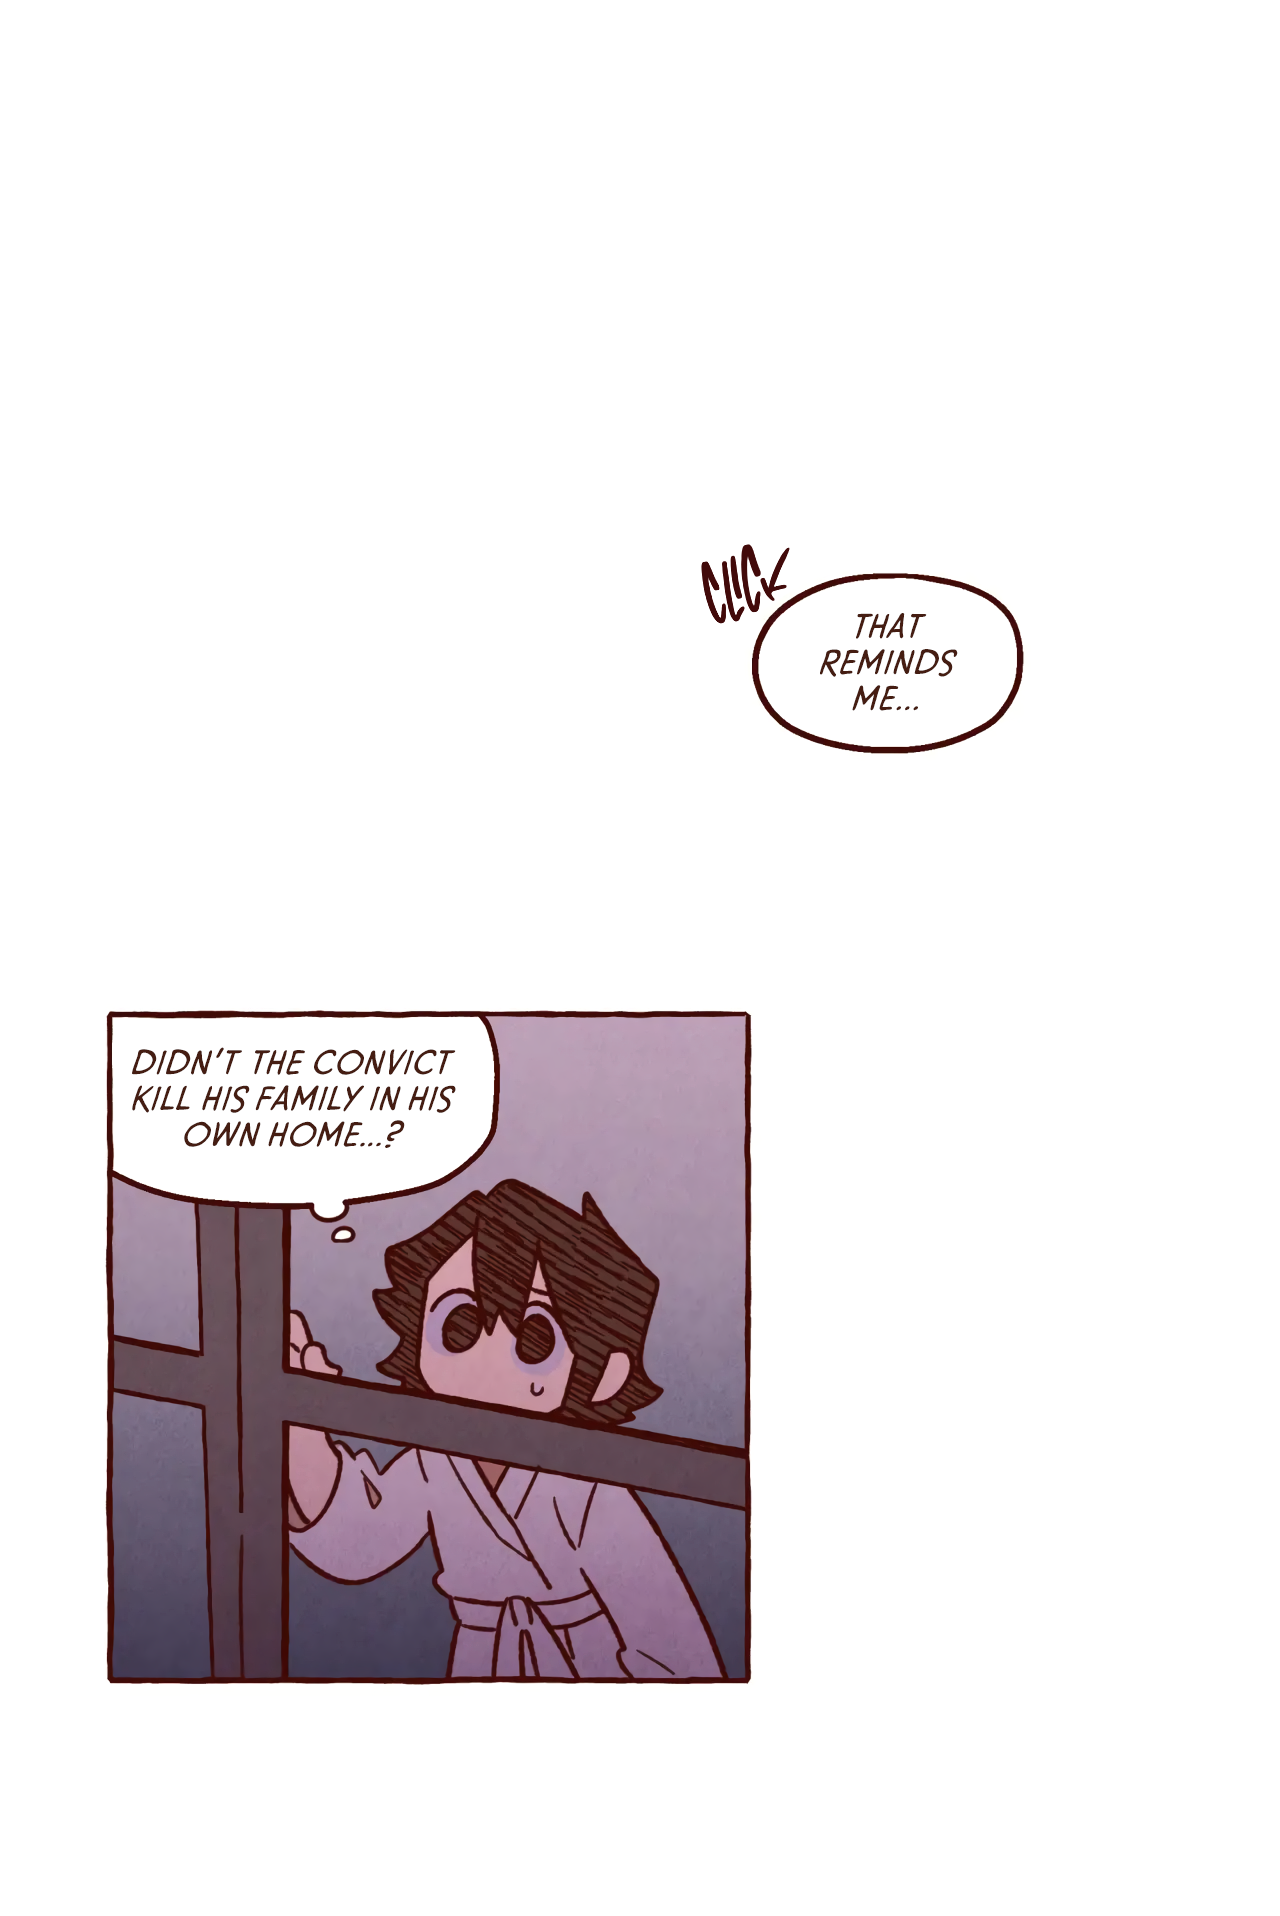 CLICK
THAT
REMINDS
ME...
DIDN'T THE CONVICT
KILL HIS FAMILY IN HIS
OWN HOME...?